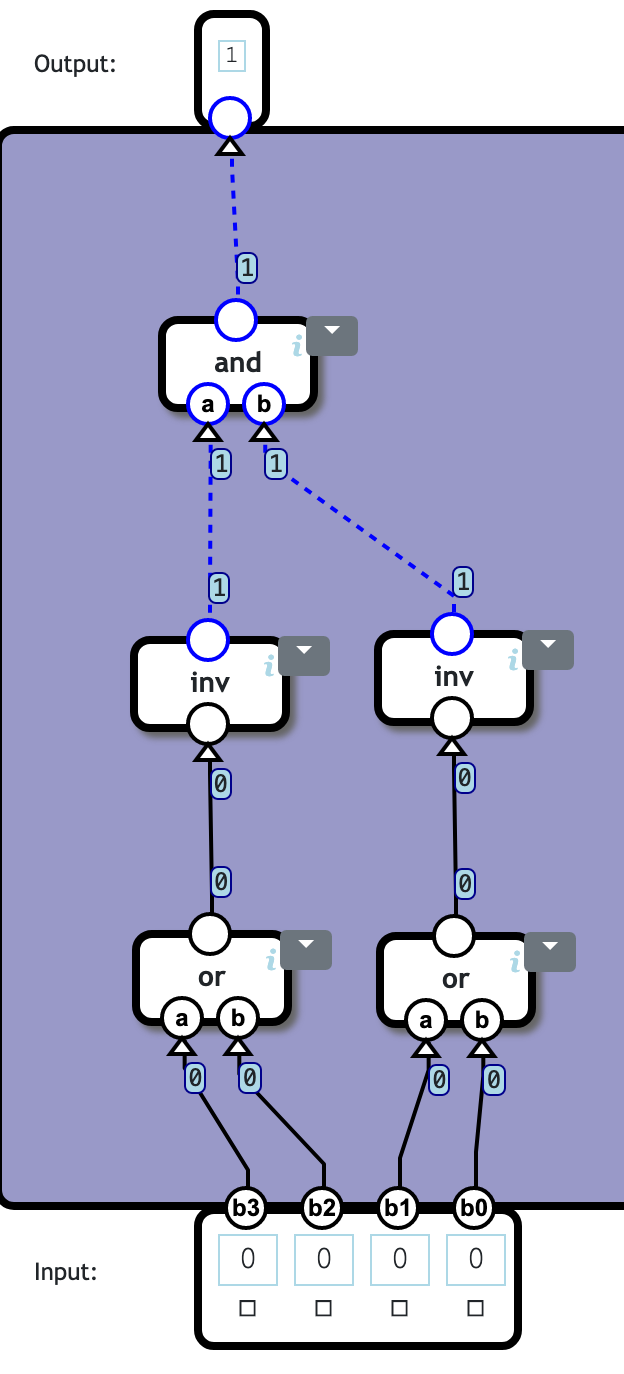 Output:
1
1
i
and
a b
1 1
1 1
i i
inv inv
0 0
0 0
i i
or or
a b a b
0 0 0 0
b3 b2 b1 b0
Input:
0 0 0 0